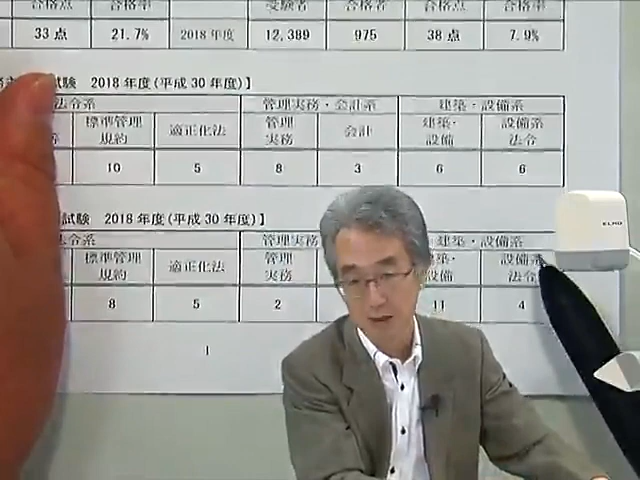 合格点 合格率 受験者 合格者 合格点 合格率
33点 21.7% 2018年度 12,389 975 38点 7.9%
試験 2018年度(平成30年度)】
法令系 管理実務・会計系 建築・設備系
標準管理規約 適正化法 管理実務 会計 建築・設備 設備系法令
10 5 8 3 6 6
試験 2018年度(平成30年度)】
法令系 管理実務 建築・設備系
標準管理規約 適正化法 管理実務 設備 設備系法令
8 5 2 11 4
1
ELMO